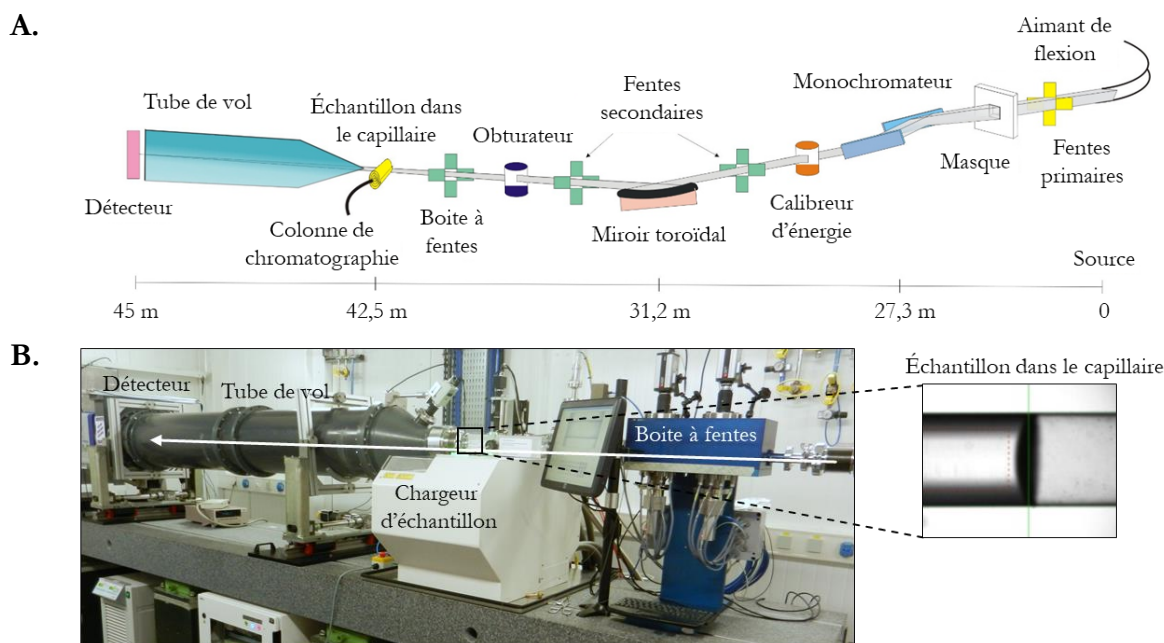 A.
Aimant de
flexion
Monochromateur
Fentes
secondaires
Tube de vol
Échantillon dans
le capillaire
Obturateur
Masque
Fentes
primaires
Détecteur
Colonne de
chromatographie
Boite à
fentes
Miroir toroïdal
Calibreur
d'énergie
Source
45 m
42,5 m
31,2 m
27,3 m
0
B.
Échantillon dans le capillaire
Détecteur
Tube de vol
Boite à fentes
Chargeur
d'échantillon